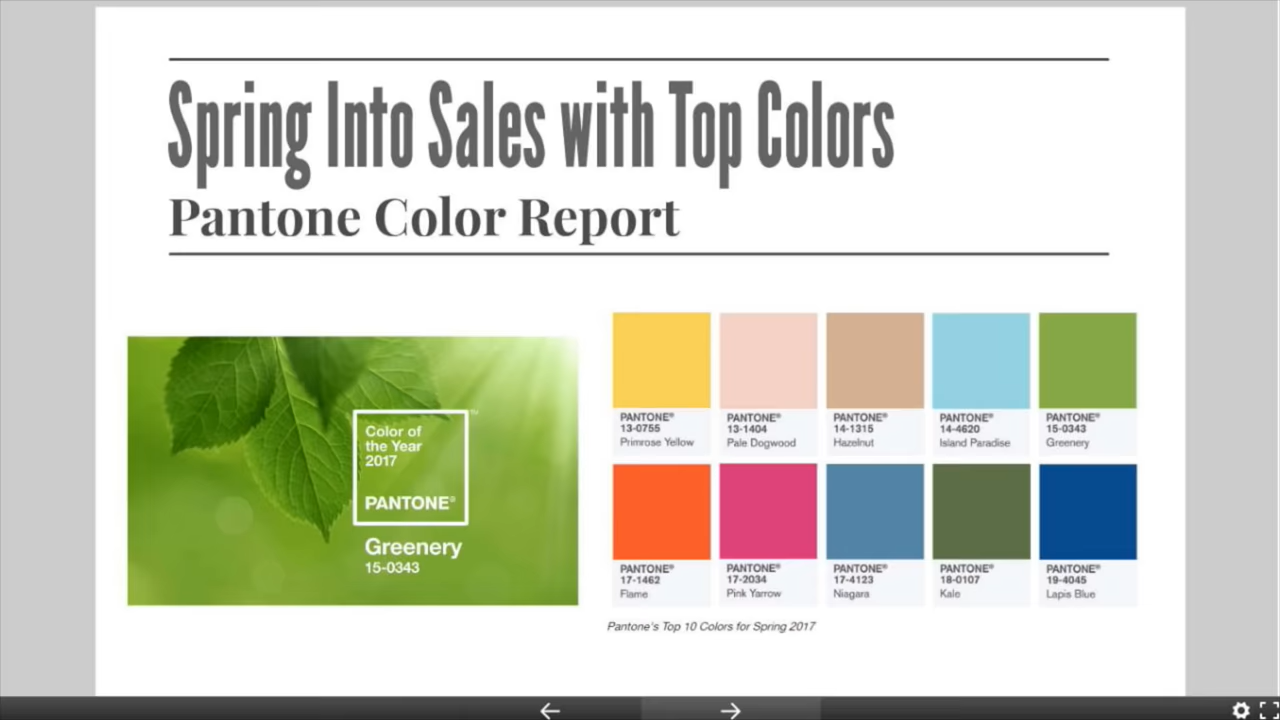 Spring Into Sales with Top Colors
Pantone Color Report
Color of
the Year
2017
PANTONE®
Greenery
15-0343
PANTONE®
13-0755
Primrose Yellow
PANTONE®
13-1404
Pale Dogwood
PANTONE®
14-1315
Hazelnut
PANTONE®
14-4620
Island Paradise
PANTONE®
15-0343
Greenery
PANTONE®
17-1462
Flame
PANTONE®
17-2034
Pink Yarrow
PANTONE®
17-4123
Niagara
PANTONE®
18-0107
Kale
PANTONE®
19-4045
Lapis Blue
Pantone's Top 10 Colors for Spring 2017